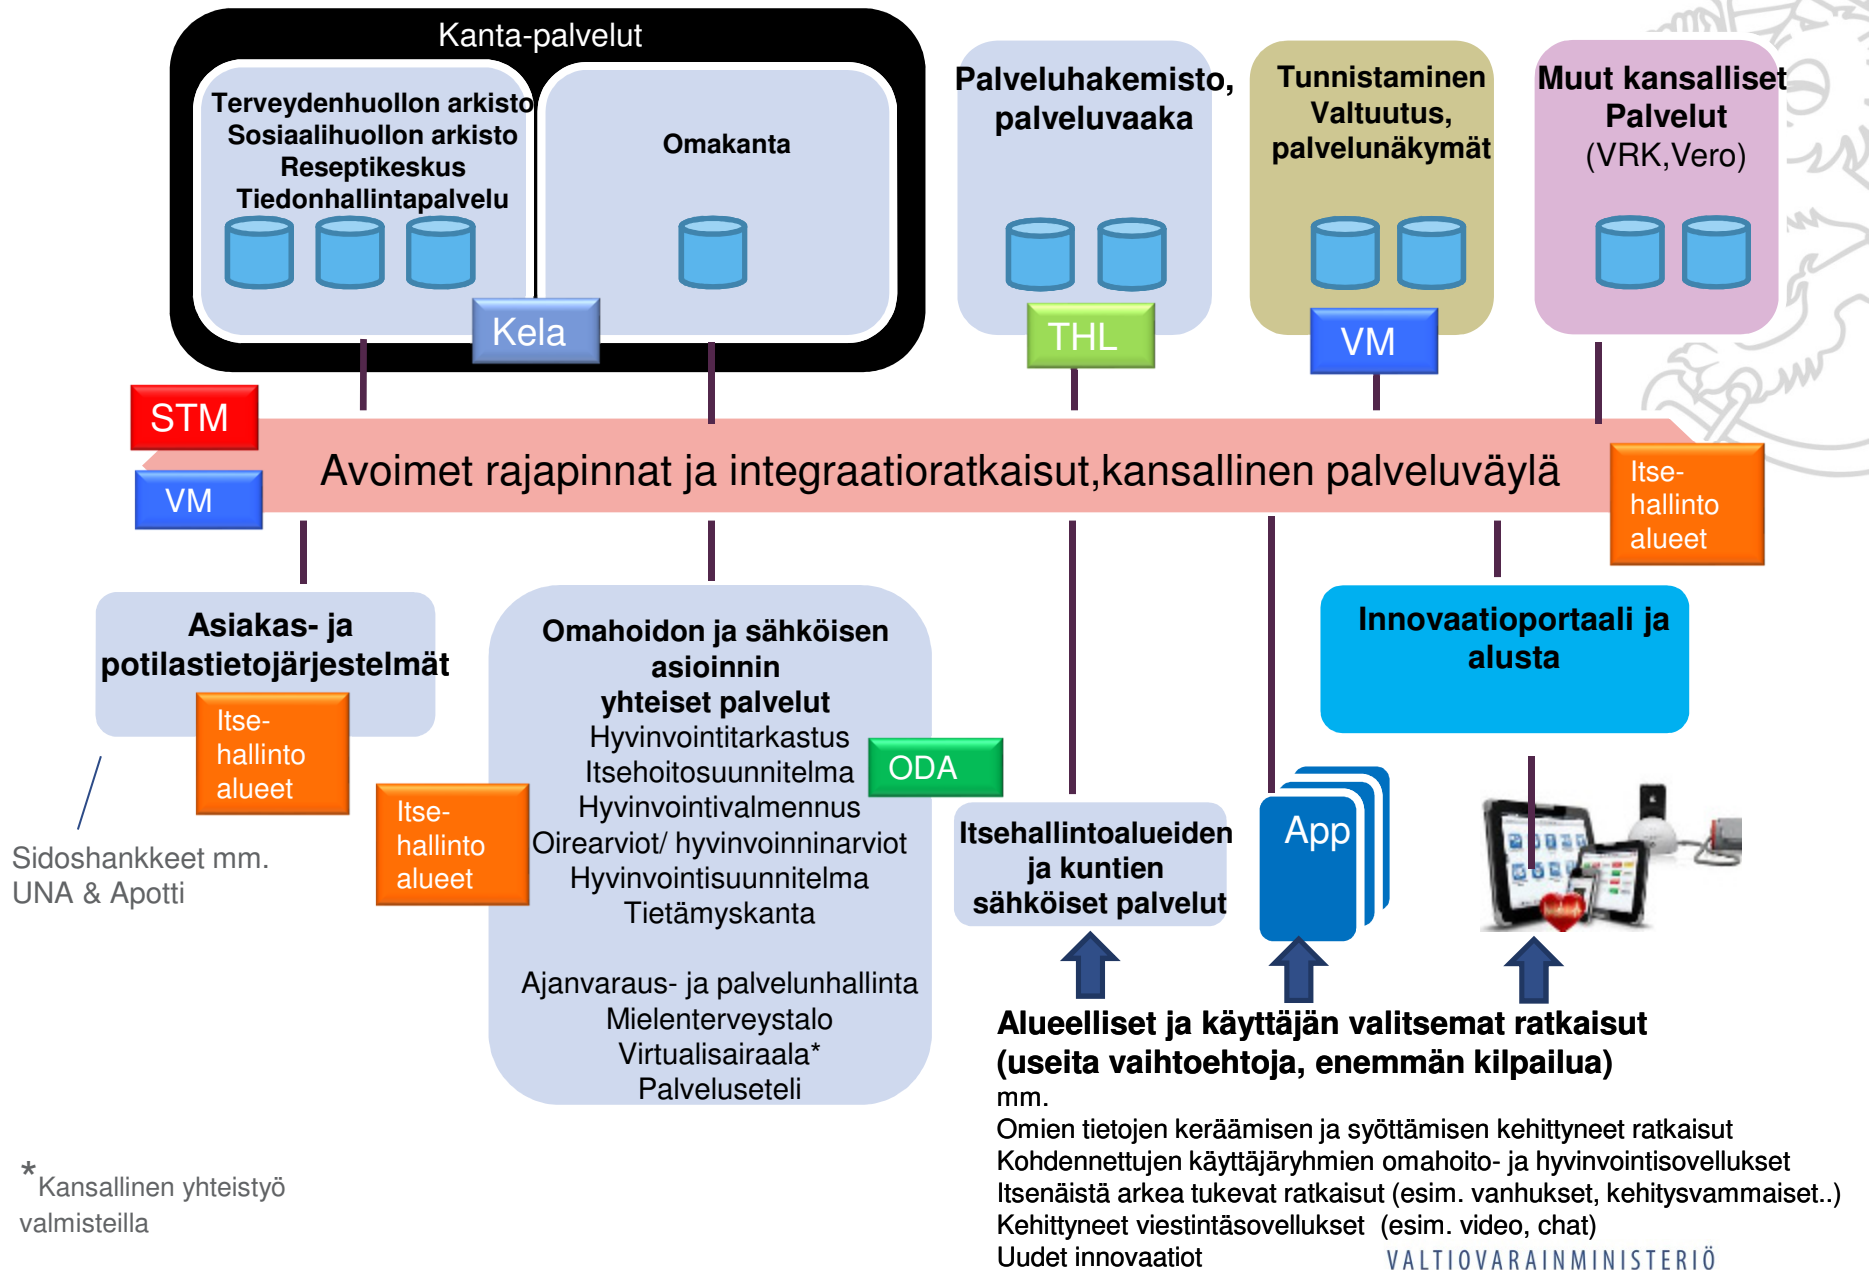 Kanta-palvelut
Terveydenhuollon arkisto
Sosiaalihuollon arkisto
Reseptikeskus
Tiedonhallintapalvelu
Omakanta
Kela
Palveluhakemisto,
palveluvaaka
THL
Tunnistaminen
Valtuutus,
palvelunäkymät
VM
Muut kansalliset
Palvelut
(VRK,Vero)
STM
VM
Avoimet rajapinnat ja integraatioratkaisut,kansallinen palveluväylä
Itse-
hallinto
alueet
Asiakas- ja
potilastietojärjestelmät
Itse-
hallinto
alueet
Sidoshankkeet mm.
UNA & Apotti
Itse-
hallinto
alueet
Omahoidon ja sähköisen
asioinnin
yhteiset palvelut
Hyvinvointitarkastus
Itsehoitosuunnitelma
Hyvinvointivalmennus
Oirearviot/ hyvinvoinninarviot
Hyvinvointisuunnitelma
Tietämyskanta
Ajanvaraus- ja palvelunhallinta
Mielenterveystalo
Virtualisairaala*
Palveluseteli
ODA
Itsehallintoalueiden
ja kuntien
sähköiset palvelut
App
Innovaatioportaali ja
alusta
Alueelliset ja käyttäjän valitsemat ratkaisut
(useita vaihtoehtoja, enemmän kilpailua)
mm.
Omien tietojen keräämisen ja syöttämisen kehittyneet ratkaisut
Kohdennettujen käyttäjäryhmien omahoito- ja hyvinvointisovellukset
Itsenäistä arkea tukevat ratkaisut (esim. vanhukset, kehitysvammaiset..)
Kehittyneet viestintäsovellukset (esim. video, chat)
Uudet innovaatiot
*Kansallinen yhteistyö
valmisteilla
VALTIOVARAINMINISTERIÖ